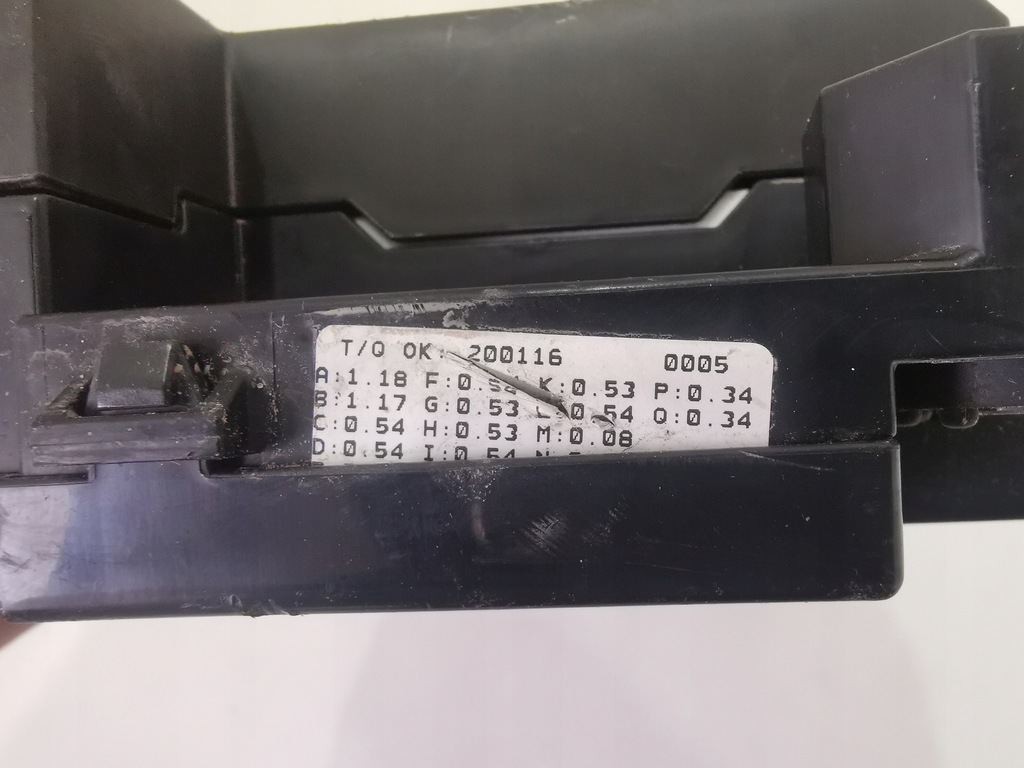 T/Q OK: 200116 0005
A:1.18 F:0.52 K:0.53 P:0.34
B:1.17 G:0.53 L:0.54 Q:0.34
C:0.54 H:0.53 M:0.08
D:0.54 I:0.54